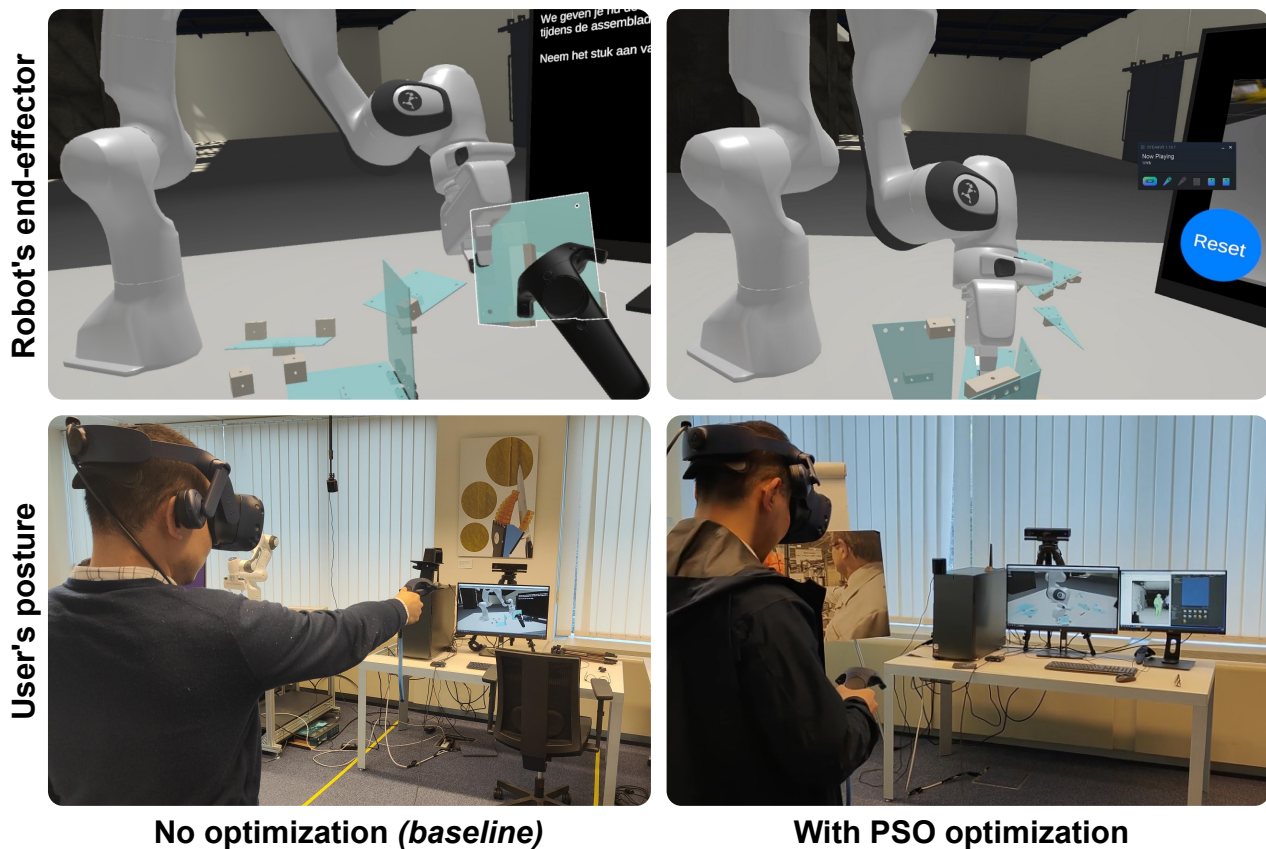 Robot's end-effector
We geven je nu de
tijdens de assemblad
Neem het stuk aan va
Now Playing
Reset
User's posture
No optimization (baseline)
With PSO optimization